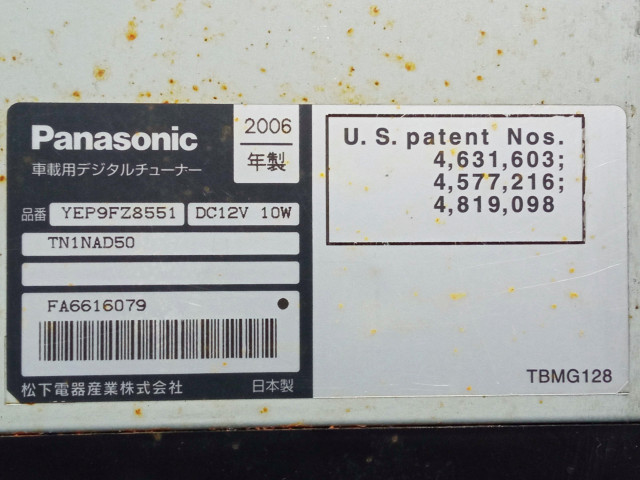 Panasonic
2006
年製
車載用デジタルチューナー
品番 YEP9FZ8551 DC12V 10W
TN1NAD50
FA6616079
松下電器産業株式会社 日本製
U.S. patent Nos.
4,631,603;
4,577,216;
4,819,098
TBMG128